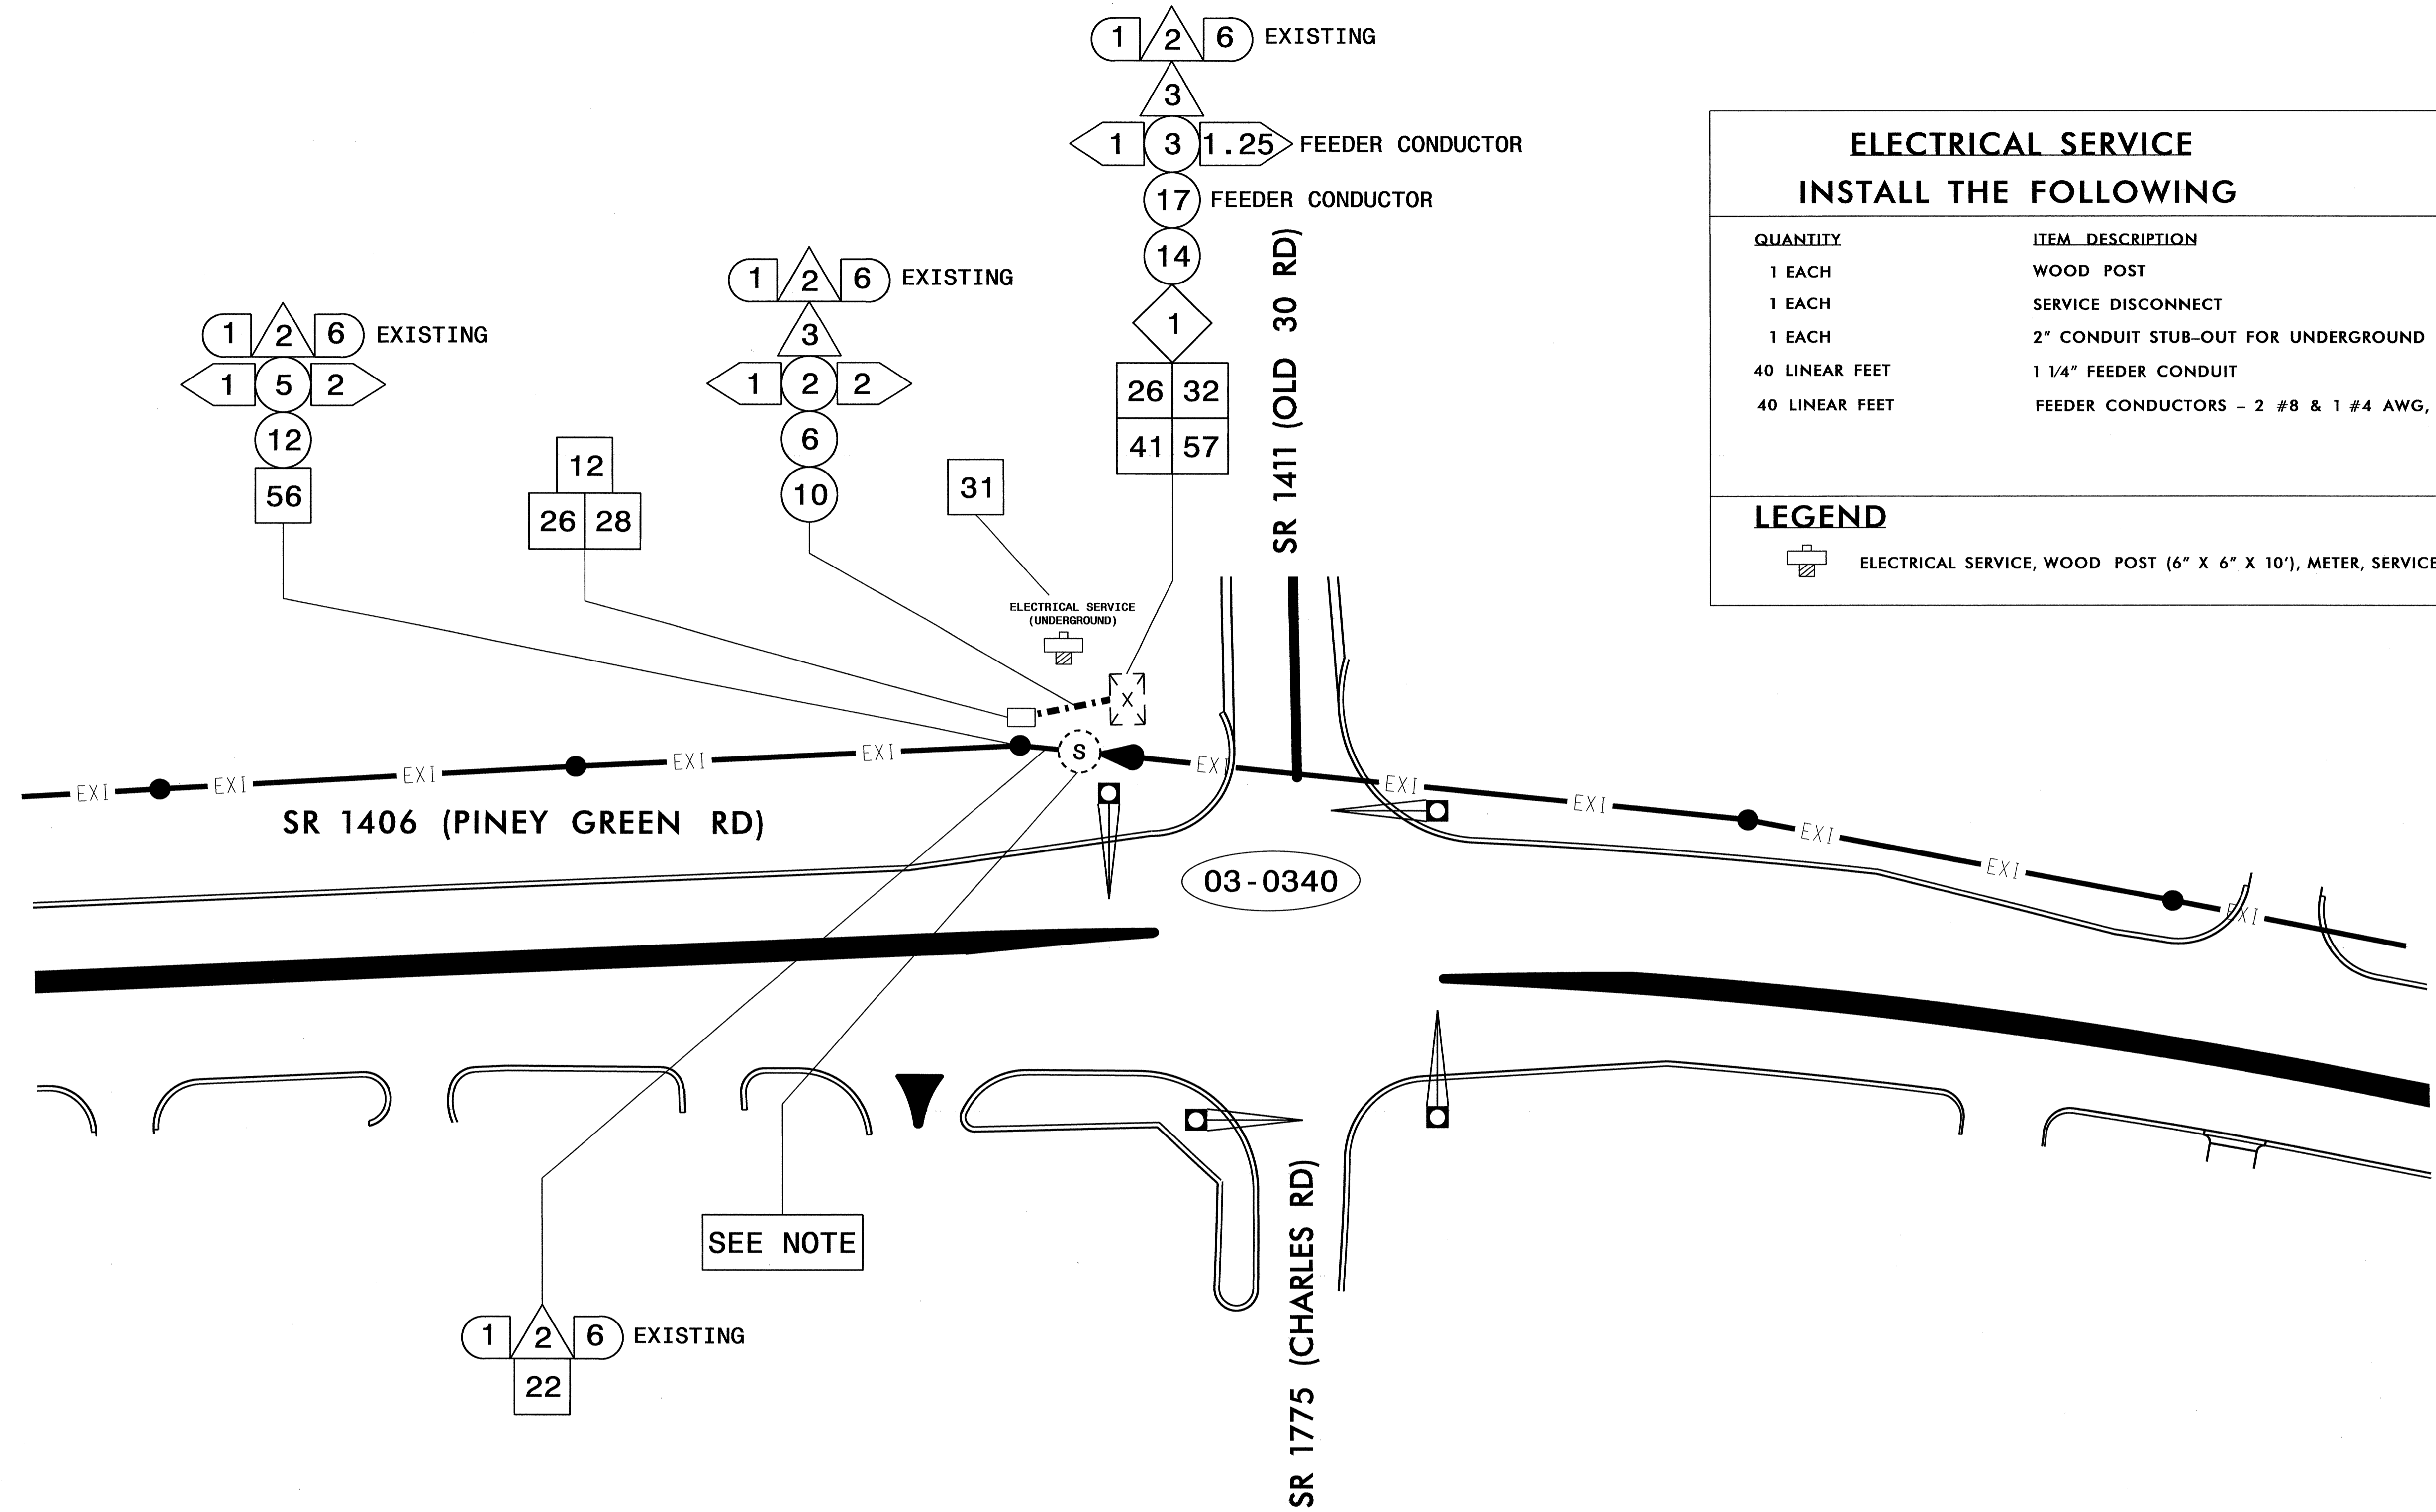 1 2 6 EXISTING
3
1 3 1.25 FEEDER CONDUCTOR
17 FEEDER CONDUCTOR
14
1
26 32
41 57
1 2 6 EXISTING
3
1 2 2
6
10
1 2 6 EXISTING
1 5 2
12
56
12
26 28
31
ELECTRICAL SERVICE
(UNDERGROUND)
SR 1411 (OLD 30 RD)
ELECTRICAL SERVICE
INSTALL THE FOLLOWING
QUANTITY ITEM DESCRIPTION
1 EACH WOOD POST
1 EACH SERVICE DISCONNECT
1 EACH 2" CONDUIT STUB-OUT FOR UNDERGROUND
40 LINEAR FEET 1 1/4" FEEDER CONDUIT
40 LINEAR FEET FEEDER CONDUCTORS - 2 #8 & 1 #4 AWG,
LEGEND
ELECTRICAL SERVICE, WOOD POST (6" X 6" X 10'), METER, SERVICE
X
S
EXI EXI EXI EXI EXI EXI EXI EXI EXI EXI EXI
SR 1406 (PINEY GREEN RD)
03-0340
SEE NOTE
1 2 6 EXISTING
22
SR 1775 (CHARLES RD)